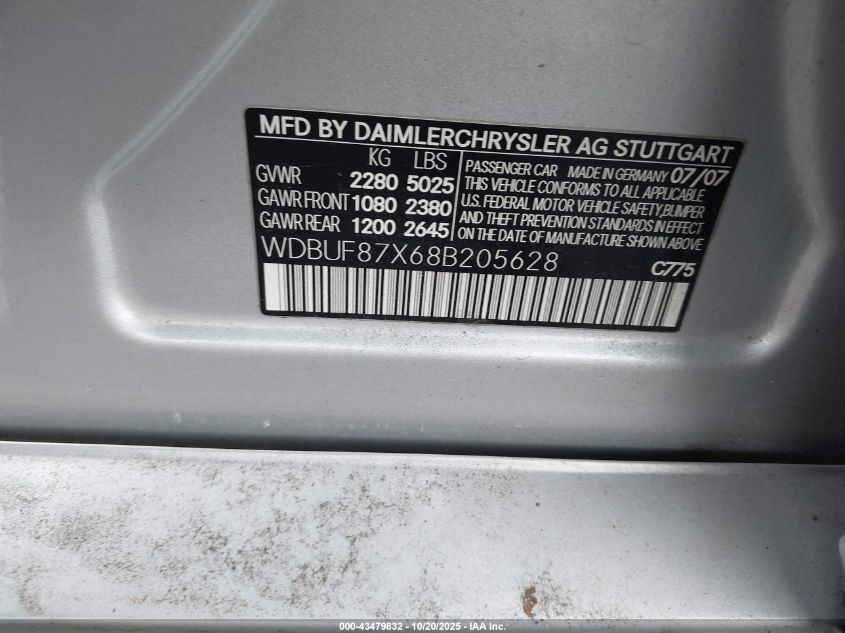 MFD BY DAIMLERCHRYSLER AG STUTTGART
KG LBS
GVWR 2280 5025
GAWR FRONT 1080 2380
GAWR REAR 1200 2645
PASSENGER CAR MADE IN GERMANY 07/07
THIS VEHICLE CONFORMS TO ALL APPLICABLE
U.S. FEDERAL MOTOR VEHICLE SAFETY,BUMPER
AND THEFT PREVENTION STANDARDS IN EFFECT
ON THE DATE OF MANUFACTURE SHOWN ABOVE
WDBUF87X68B205628 C775
000-43479832 - 10/20/2025 - IAA Inc.